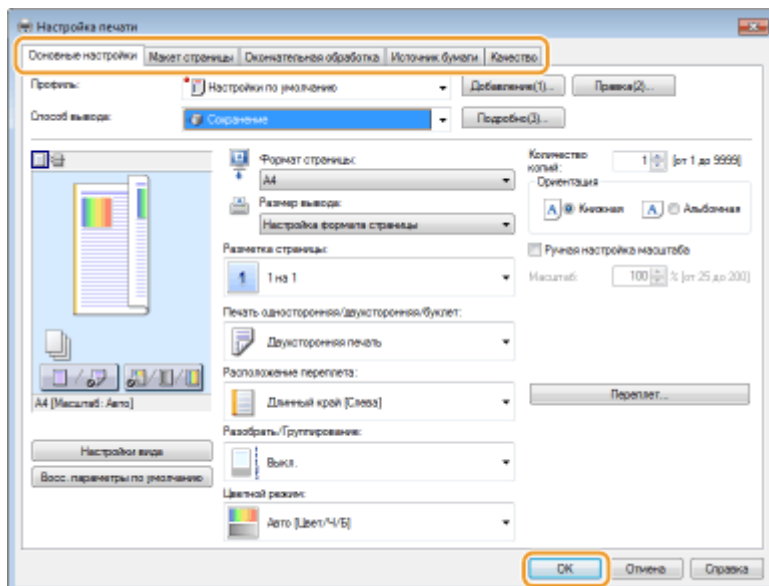 Настройка печати
Основные настройки Макет страницы Окончательная обработка Источник бумаги Качество
Профиль: Настройки по умолчанию Добавление(1)... Правка(2)...
Способ вывода: Сохранение Подробно(3)...
Формат страницы:
A4
Размер вывода:
Настройка формата страницы
Количество копий: 1 [от 1 до 9999]
Ориентация
A Книжная A Альбомная
Разметка страницы:
1 1 на 1
Ручная настройка масштаба
Масштаб: 100 % [от 25 до 200]
Печать односторонняя/двухсторонняя/буклет:
Двухсторонняя печать
Расположение переплета:
Длинный край [Слева]
Переплет...
A4 [Масштаб: Авто]
Разобрать/Группирование:
Выкл.
Настройки вида
Восс. параметры по умолчанию
Цветной режим:
Авто [Цвет/Ч/Б]
OK Отмена Справка